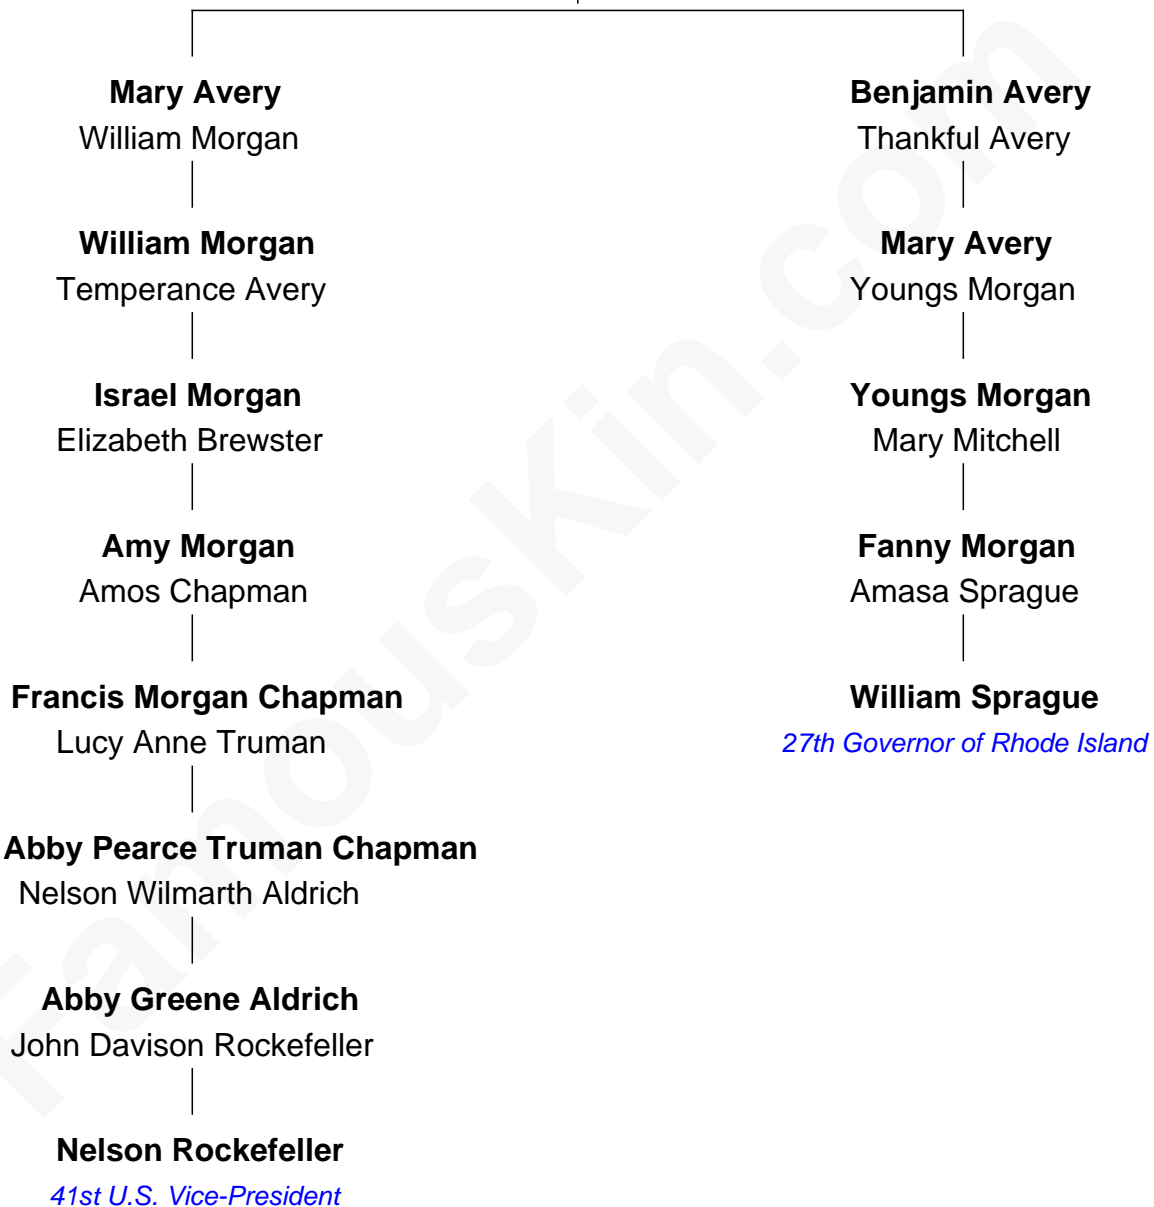 Mary Avery
William Morgan
William Morgan
Temperance Avery
Israel Morgan
Elizabeth Brewster
Amy Morgan
Amos Chapman
Francis Morgan Chapman
Lucy Anne Truman
Abby Pearce Truman Chapman
Nelson Wilmarth Aldrich
Abby Greene Aldrich
John Davison Rockefeller
Nelson Rockefeller
41st U.S. Vice-President
Benjamin Avery
Thankful Avery
Mary Avery
Youngs Morgan
Youngs Morgan
Mary Mitchell
Fanny Morgan
Amasa Sprague
William Sprague
27th Governor of Rhode Island
FamousKin.com